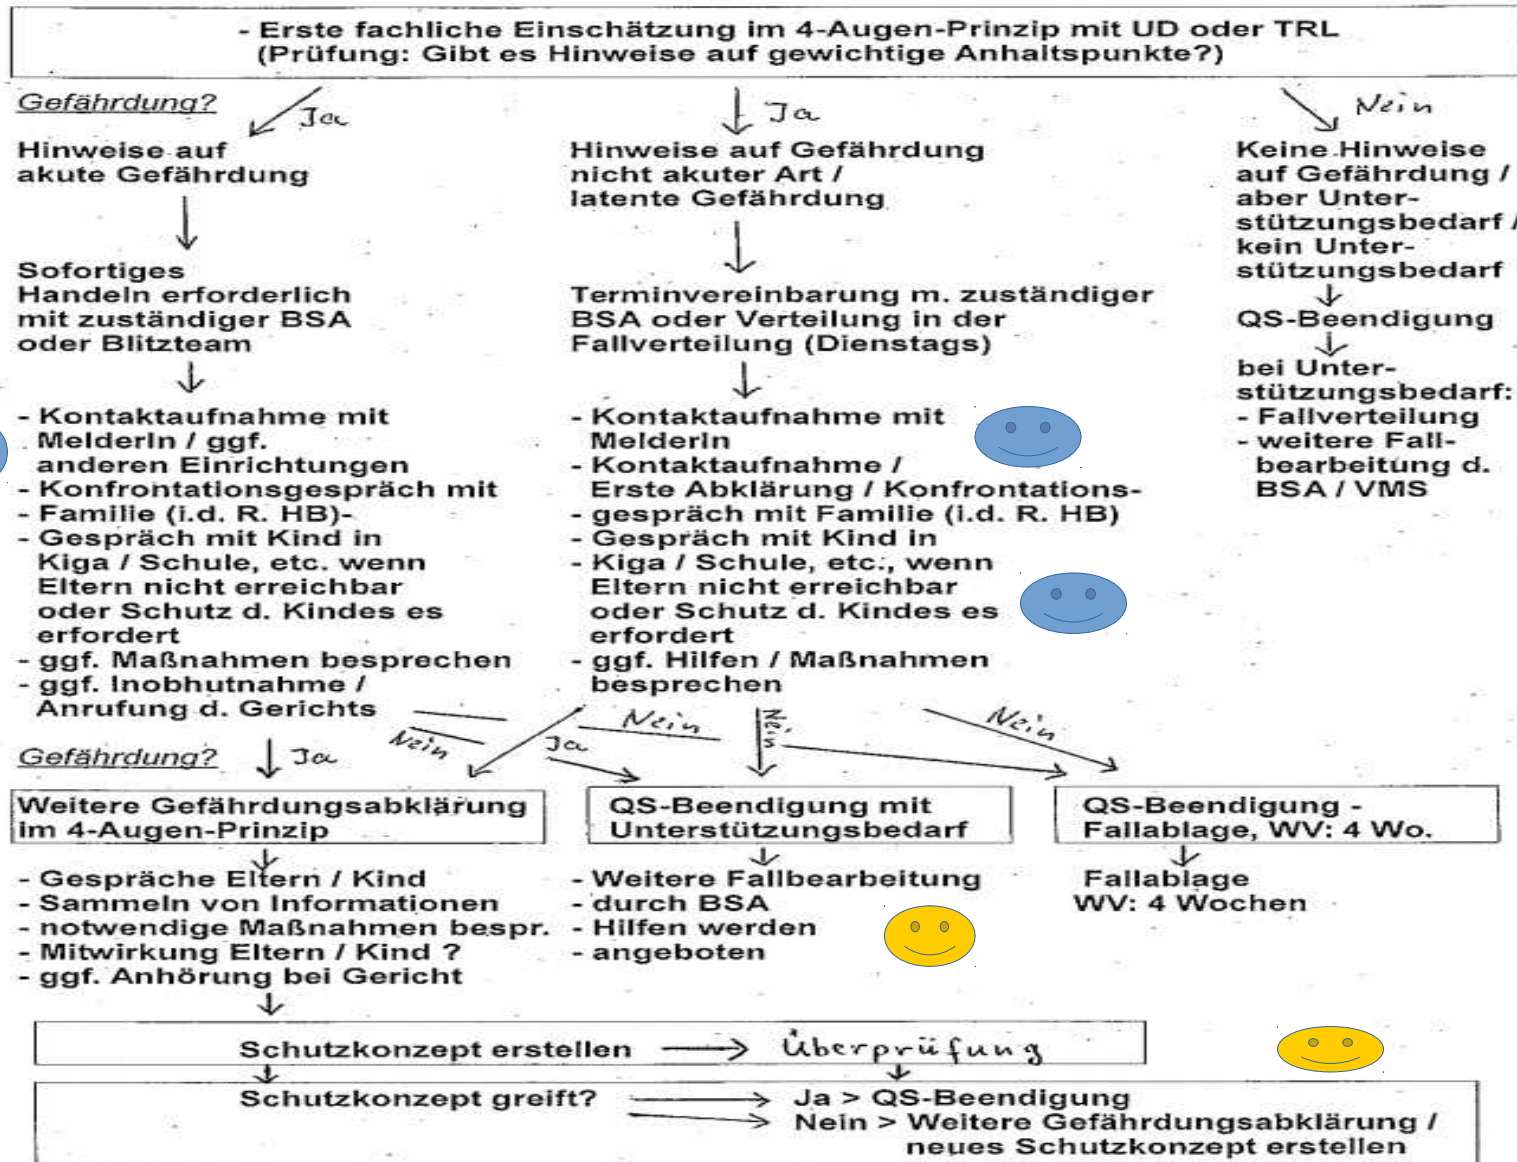 - Erste fachliche Einschätzung im 4-Augen-Prinzip mit UD oder TRL
(Prüfung: Gibt es Hinweise auf gewichtige Anhaltspunkte?)
Gefährdung?
Ja
Hinweise auf
akute Gefährdung
Sofortiges
Handeln erforderlich
mit zuständiger BSA
oder Blitzteam
- Kontaktaufnahme mit
MelderIn / ggf.
anderen Einrichtungen
- Konfrontationsgespräch mit
- Familie (i.d. R. HB)-
- Gespräch mit Kind in
Kiga / Schule, etc. wenn
Eltern nicht erreichbar
oder Schutz d. Kindes es
erfordert
- ggf. Maßnahmen besprechen
- ggf. Inobhutnahme /
Anrufung d. Gerichts
Ja
Hinweise auf Gefährdung
nicht akuter Art /
latente Gefährdung
Terminvereinbarung m. zuständiger
BSA oder Verteilung in der
Fallverteilung (Dienstags)
- Kontaktaufnahme mit
MelderIn
- Kontaktaufnahme /
Erste Abklärung / Konfrontations-
- gespräch mit Familie (i.d. R. HB)
- Gespräch mit Kind in
- Kiga / Schule, etc., wenn
Eltern nicht erreichbar
oder Schutz d. Kindes es
erfordert
- ggf. Hilfen / Maßnahmen
besprechen
Nein
Keine Hinweise
auf Gefährdung /
aber Unter-
stützungsbedarf /
kein Unter-
stützungsbedarf
QS-Beendigung
bei Unter-
stützungsbedarf:
- Fallverteilung
- weitere Fall-
bearbeitung d.
BSA / VMS
Gefährdung?
Ja
Nein
Ja
Nein
Nein
Nein
Weitere Gefährdungsabklärung
im 4-Augen-Prinzip
- Gespräche Eltern / Kind
- Sammeln von Informationen
- notwendige Maßnahmen bespr.
- Mitwirkung Eltern / Kind ?
- ggf. Anhörung bei Gericht
QS-Beendigung mit
Unterstützungsbedarf
- Weitere Fallbearbeitung
- durch BSA
- Hilfen werden
- angeboten
QS-Beendigung -
Fallablage, WV: 4 Wo.
Fallablage
WV: 4 Wochen
Schutzkonzept erstellen Überprüfung
Schutzkonzept greift? Ja > QS-Beendigung
Nein > Weitere Gefährdungsabklärung /
neues Schutzkonzept erstellen